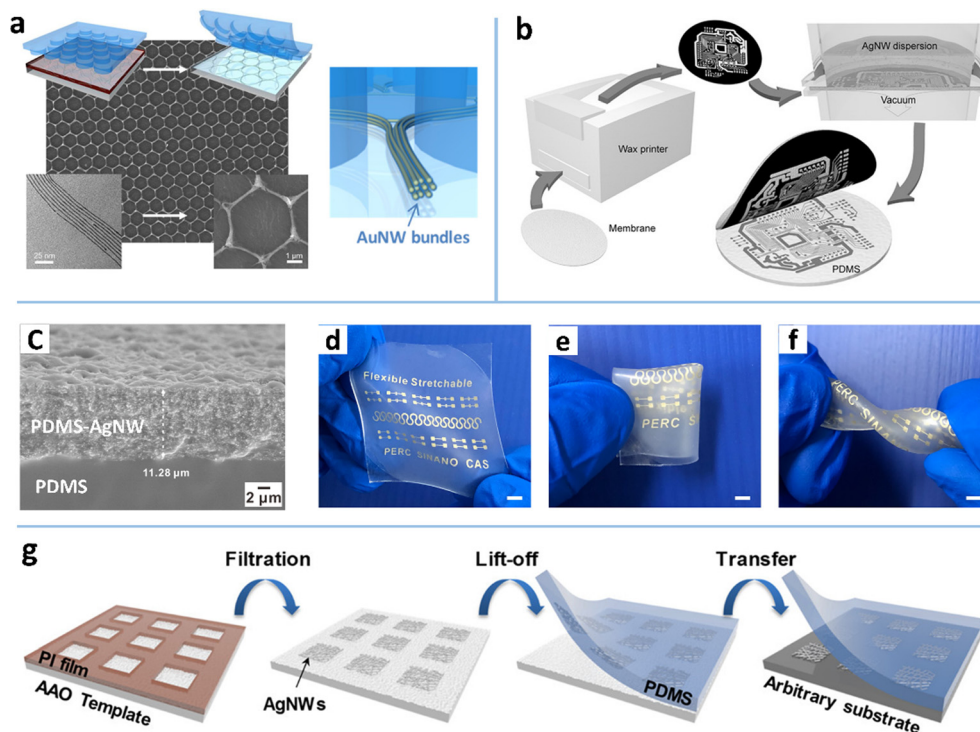 a
25 nm
1 µm
AuNW bundles
b
AgNW dispersion
Vacuum
Wax printer
Membrane
PDMS
C
PDMS-AgNW
11.28 µm
PDMS
2 µm
d
Flexible Stretchable
PERC SINANO CAS
e
PERC S
f
PERC SINANO
g
Filtration
Lift-off
Transfer
PI film
AAO Template
AgNWs
PDMS
Arbitrary substrate